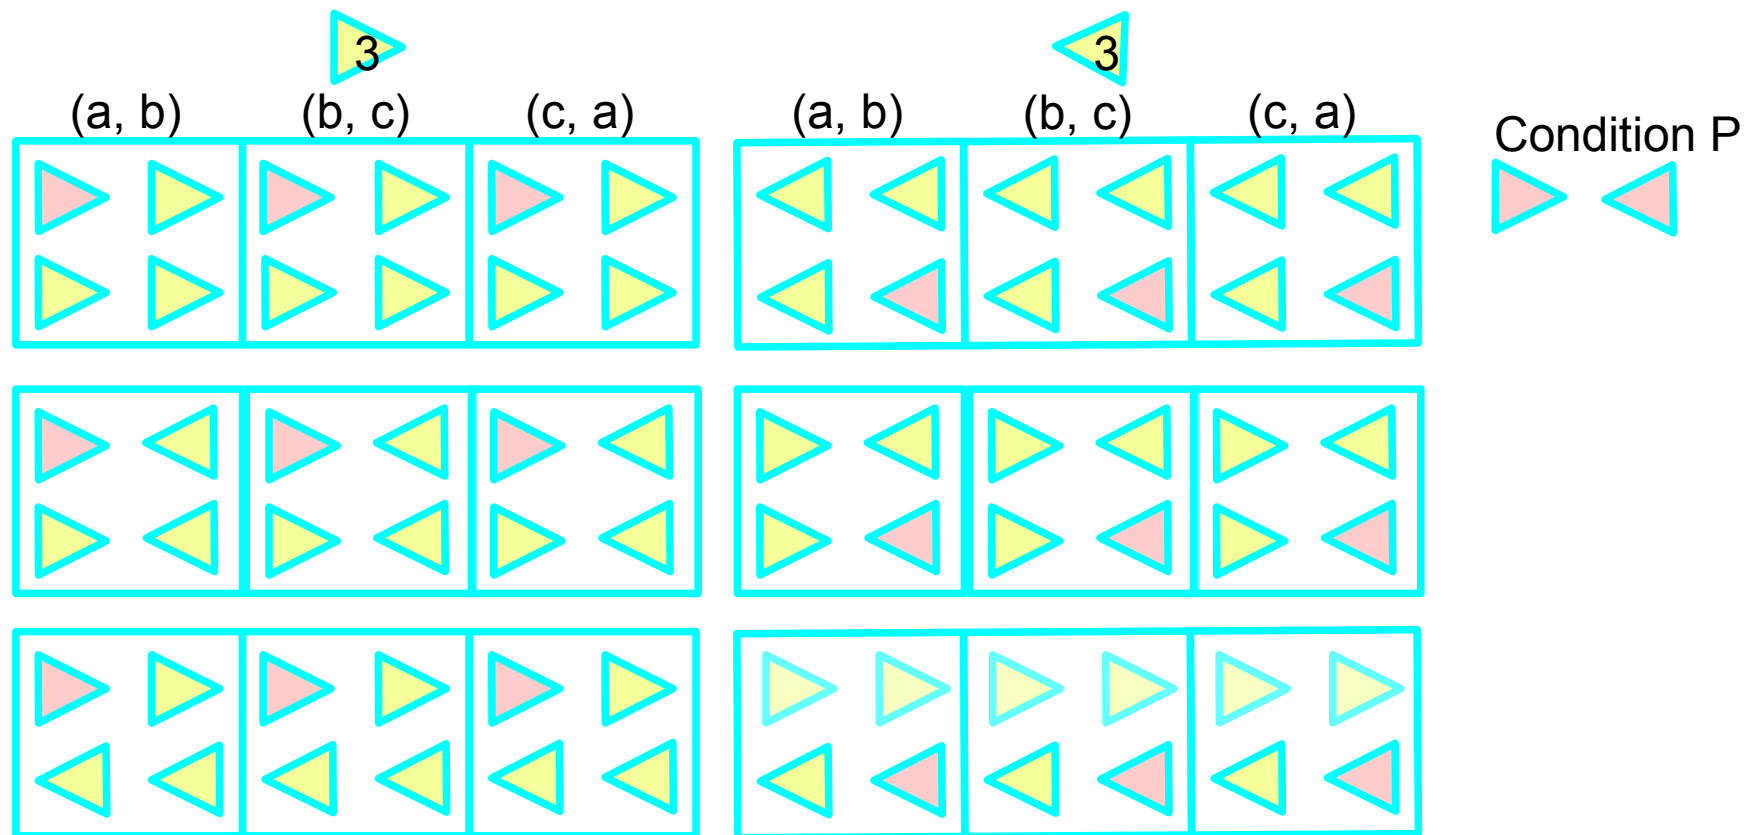 3 3
(a, b) (b, c) (c, a) (a, b) (b, c) (c, a)
Condition P